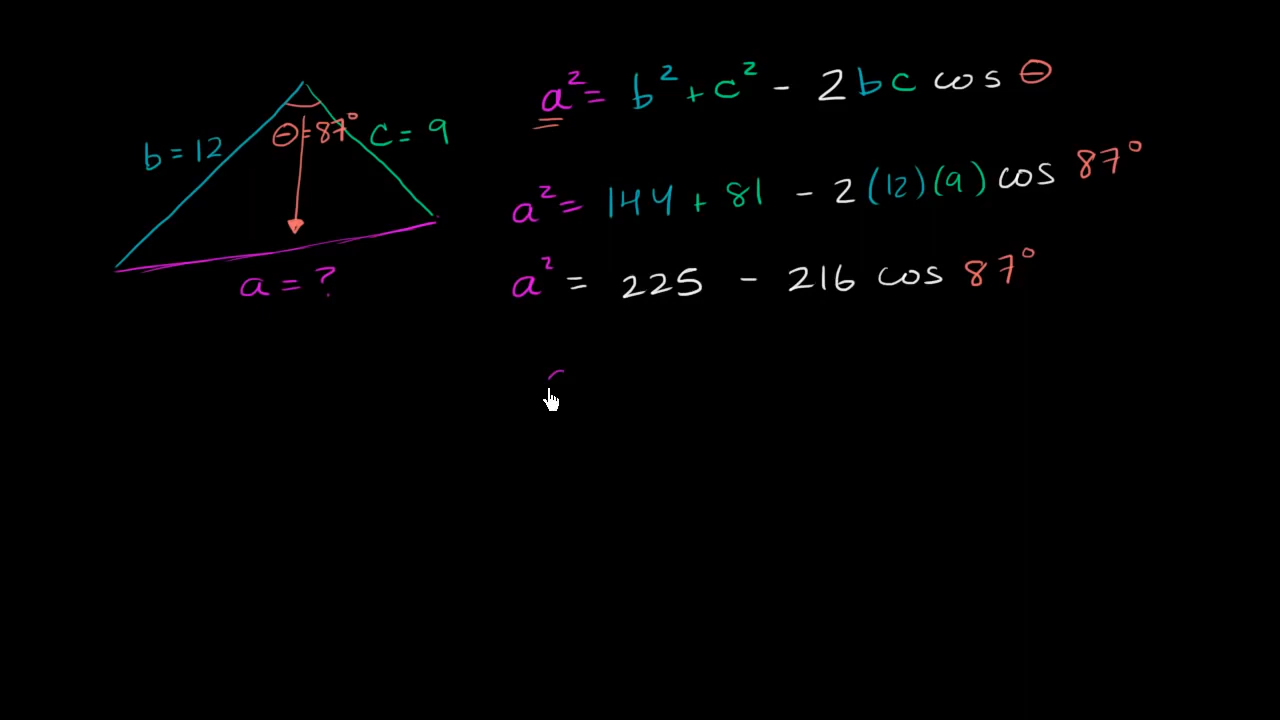 b = 12
θ = 87°
c = 9
a = ?
a² = b² + c² - 2bc cos θ
a² = 144 + 81 - 2(12)(9) cos 87°
a² = 225 - 216 cos 87°